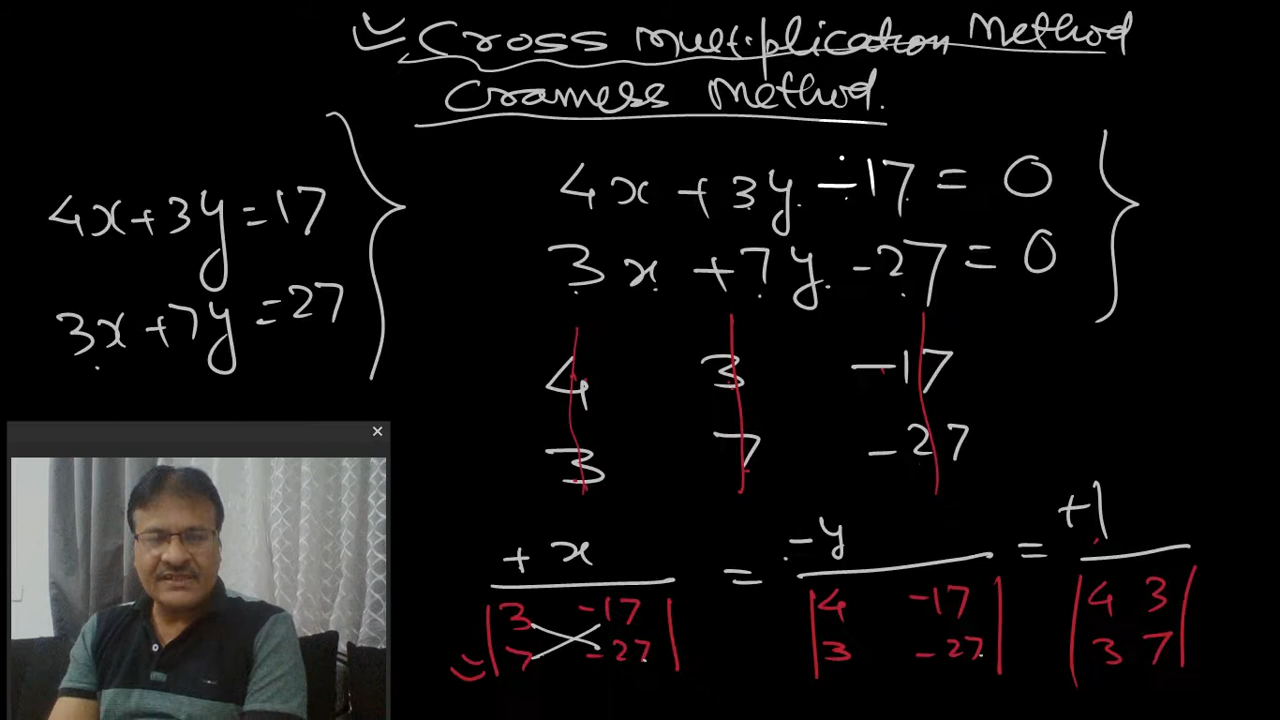 Cross multiplication Method
Cramess Method.
4x+3y=17
3x+7y=27
4x+3y-17=0
3x+7y-27=0
4 3 -17
3 7 -27
+x = -y = +1
|3 -17| |4 -17| |4 3|
|7 -27| |3 -27| |3 7|